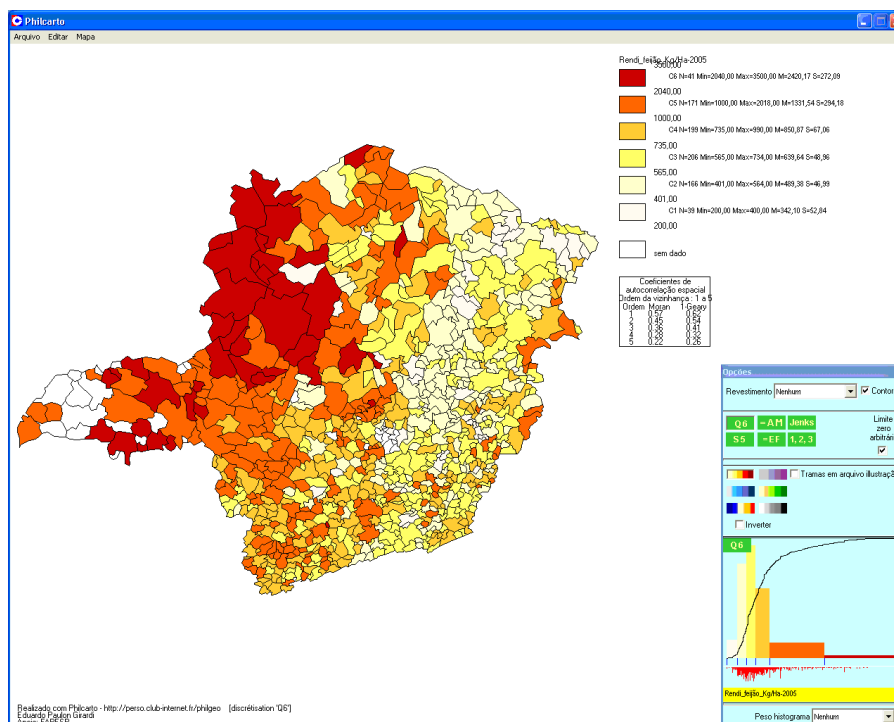 Philcarto
Arquivo Editar Mapa
Rendi_feijão_Kg/Ha-2005
3500,00
C6 N=41 Min=2040,00 Max=3500,00 M=2420,17 S=272,09
2040,00
C5 N=171 Min=1000,00 Max=2018,00 M=1331,54 S=294,18
1000,00
C4 N=199 Min=735,00 Max=990,00 M=850,87 S=67,06
735,00
C3 N=206 Min=565,00 Max=734,00 M=639,64 S=48,96
565,00
C2 N=166 Min=401,00 Max=564,00 M=489,38 S=46,99
401,00
C1 N=39 Min=200,00 Max=400,00 M=342,10 S=52,84
200,00
sem dado
Coeficientes de
autocorrelação espacial
Ordem da vizinhança : 1 a 5
Ordem Moran 1-Geary
1 0.57 0.62
2 0.45 0.54
3 0.36 0.41
4 0.28 0.32
5 0.22 0.26
Opções
Revestimento Nenhum Contor
Q6 =AM Jenks
S5 =EF 1, 2, 3
Limite
zero
arbitrári
Tramas em arquivo illustraçã
Inverter
Q6
Rendi_feijão_Kg/Ha-2005
Peso histograma Nenhum
Realizado com Philcarto - http://perso.club-internet.fr/philgeo [discrétisation 'Q6']
Eduardo Paulon Girardi
Apoio: FAPESP